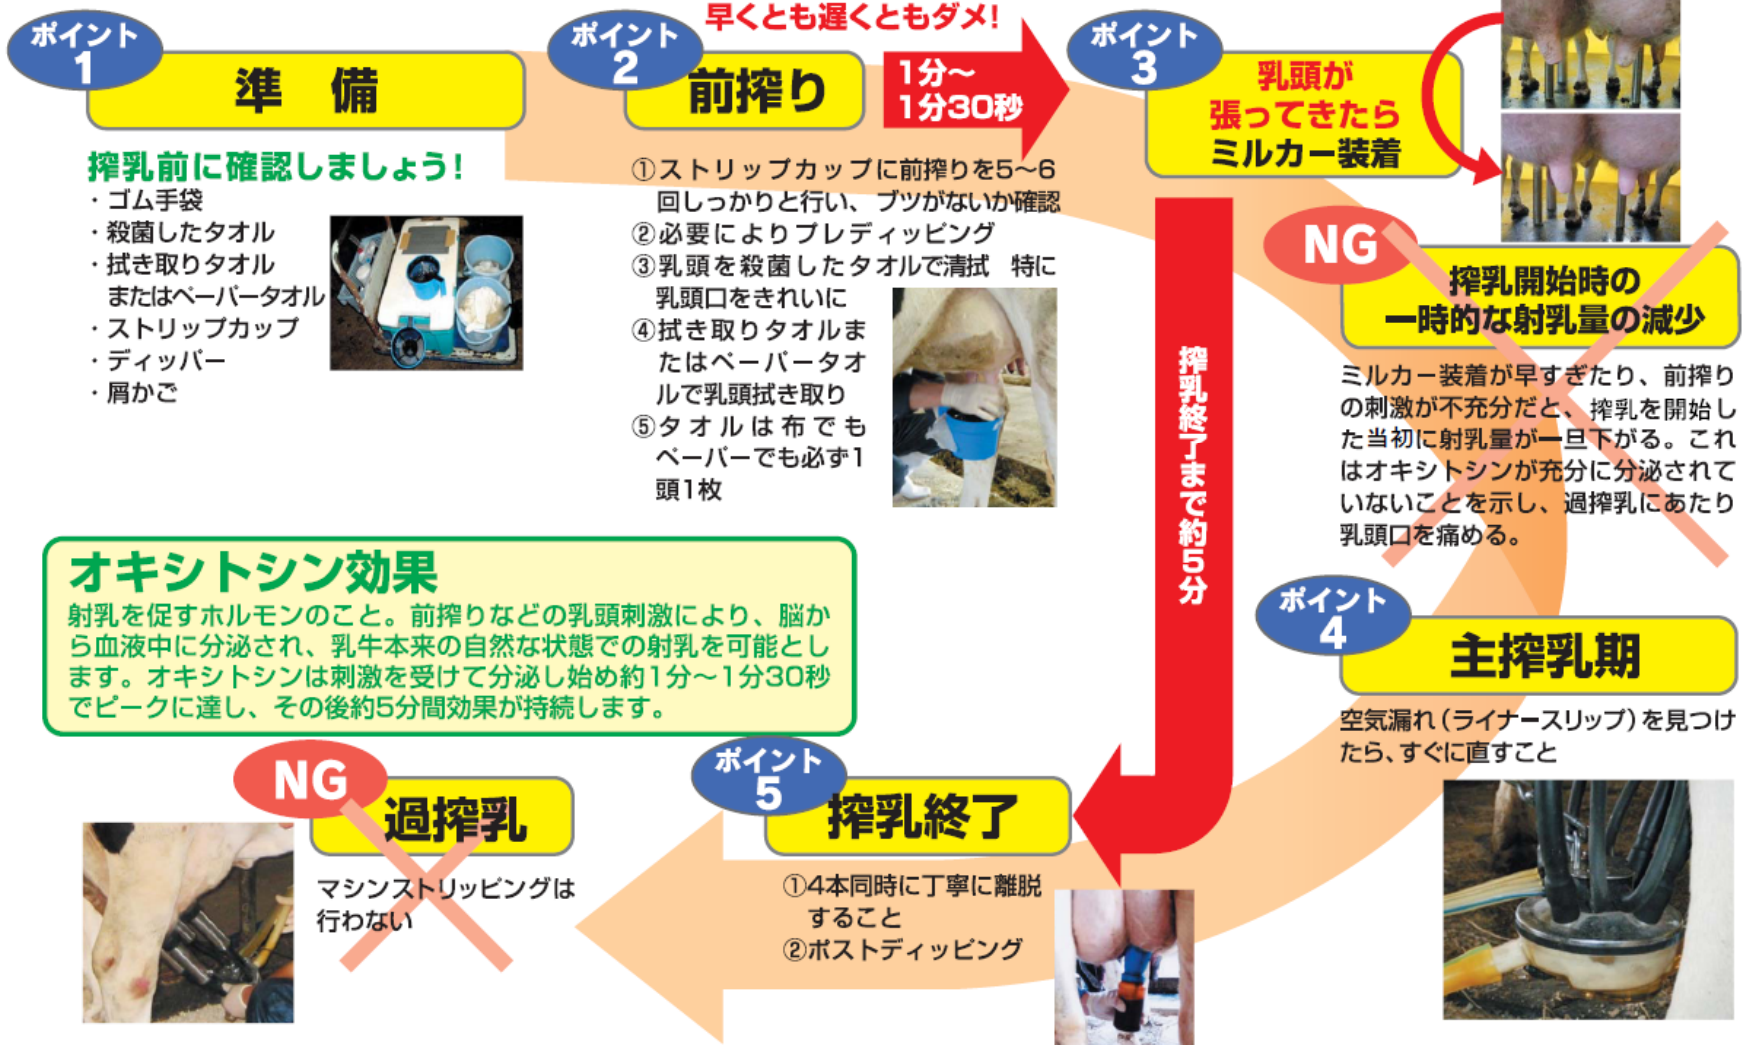 ポイント
1
準　備
搾乳前に確認しましょう！
・ゴム手袋
・殺菌したタオル
・拭き取りタオル
またはペーパータオル
・ストリップカップ
・ディッパー
・屑かご
早くとも遅くともダメ！
ポイント
2
前搾り
1分〜
1分30秒
①ストリップカップに前搾りを5〜6
回しっかりと行い、ブツがないか確認
②必要によりプレディッピング
③乳頭を殺菌したタオルで清拭　特に
乳頭口をきれいに
④拭き取りタオルま
たはペーパータオ
ルで乳頭拭き取り
⑤タオルは布でも
ペーパーでも必ず1
頭1枚
ポイント
3
乳頭が
張ってきたら
ミルカー装着
搾乳終了まで約5分
NG
搾乳開始時の
一時的な射乳量の減少
ミルカー装着が早すぎたり、前搾り
の刺激が不充分だと、搾乳を開始し
た当初に射乳量が一旦下がる。これ
はオキシトシンが充分に分泌されて
いないことを示し、過搾乳にあたり
乳頭口を痛める。
オキシトシン効果
射乳を促すホルモンのこと。前搾りなどの乳頭刺激により、脳か
ら血液中に分泌され、乳牛本来の自然な状態での射乳を可能とし
ます。オキシトシンは刺激を受けて分泌し始め約1分〜1分30秒
でピークに達し、その後約5分間効果が持続します。
ポイント
4
主搾乳期
空気漏れ（ライナースリップ）を見つけ
たら、すぐに直すこと
ポイント
5
搾乳終了
①4本同時に丁寧に離脱
すること
②ポストディッピング
NG
過搾乳
マシンストリッピングは
行わない